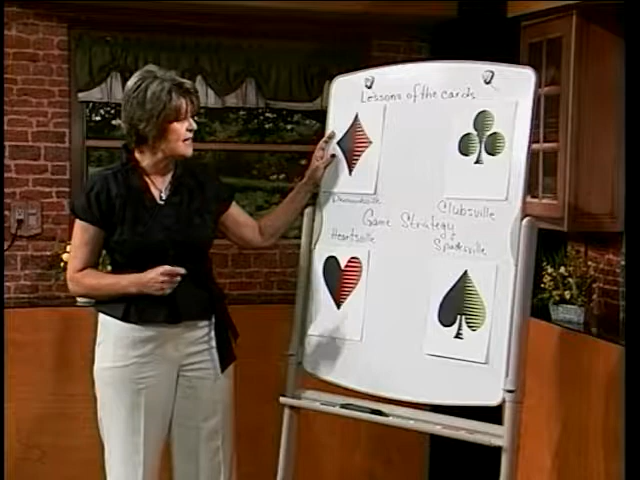 Lessons of the cards
Diamondsville
Clubsville
Game Strategy
Heartsville
Spadesville